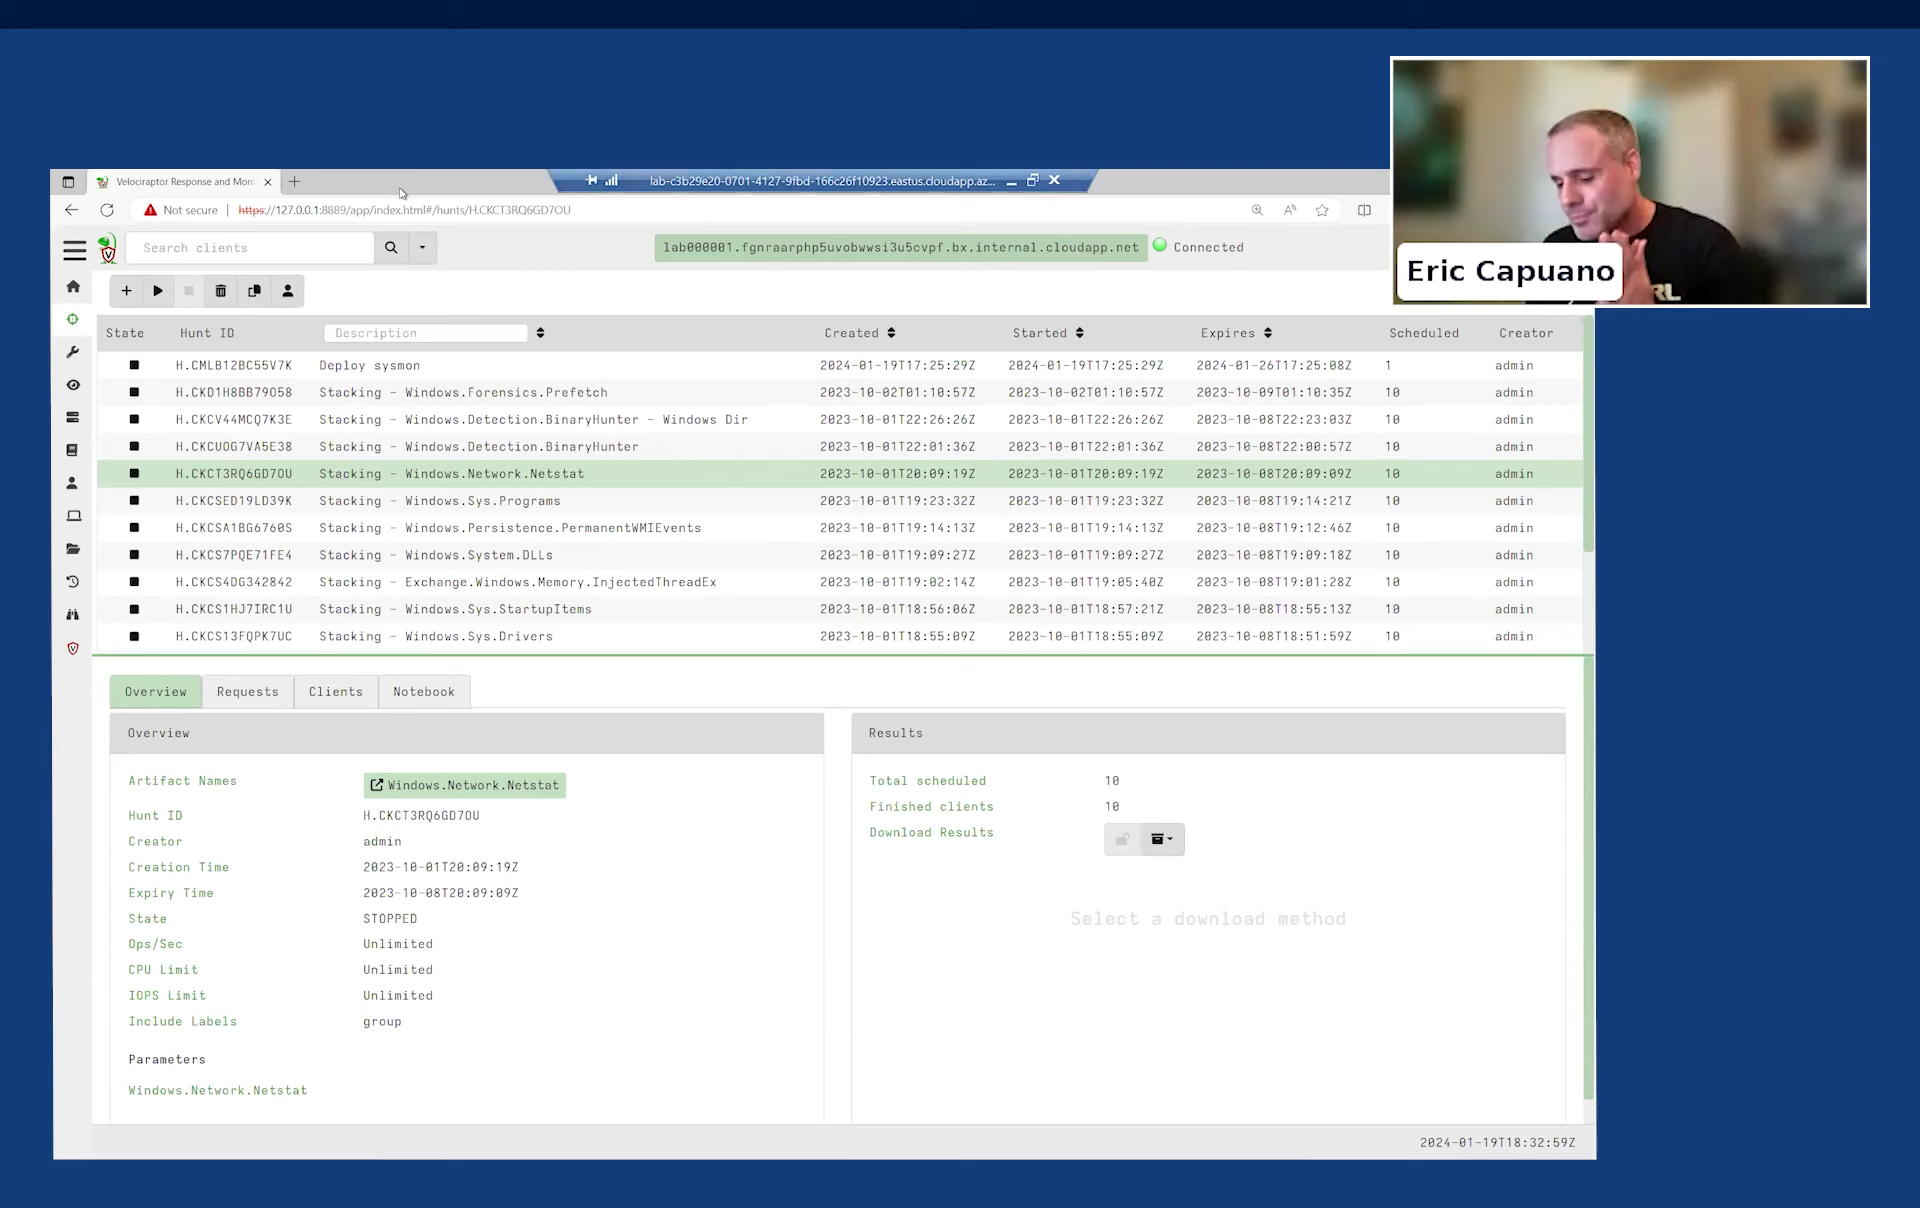 Velociraptor Response and Moni
lab-c3b29e20-0701-4127-9fbd-166c26f10923.eastus.cloudapp.az...
Not secure | https://127.0.0.1:8889/app/index.html#/hunts/H.CKCT3RQ6GD7OU
Search clients
lab000001.fgnraarphp5uvobwwsi3u5cvpf.bx.internal.cloudapp.net Connected
Eric Capuano
State Hunt ID Description Created Started Expires Scheduled Creator
H.CMLB12BC55V7K Deploy sysmon 2024-01-19T17:25:29Z 2024-01-19T17:25:29Z 2024-01-26T17:25:08Z 1 admin
H.CKD1H8BB79O58 Stacking - Windows.Forensics.Prefetch 2023-10-02T01:10:57Z 2023-10-02T01:10:57Z 2023-10-09T01:10:35Z 10 admin
H.CKCV44MCQ7K3E Stacking - Windows.Detection.BinaryHunter - Windows Dir 2023-10-01T22:26:26Z 2023-10-01T22:26:26Z 2023-10-08T22:23:03Z 10 admin
H.CKCUOG7VA5E38 Stacking - Windows.Detection.BinaryHunter 2023-10-01T22:01:36Z 2023-10-01T22:01:36Z 2023-10-08T22:00:57Z 10 admin
H.CKCT3RQ6GD7OU Stacking - Windows.Network.Netstat 2023-10-01T20:09:19Z 2023-10-01T20:09:19Z 2023-10-08T20:09:09Z 10 admin
H.CKCSED19LD39K Stacking - Windows.Sys.Programs 2023-10-01T19:23:32Z 2023-10-01T19:23:32Z 2023-10-08T19:14:21Z 10 admin
H.CKCSA1BG6760S Stacking - Windows.Persistence.PermanentWMIEvents 2023-10-01T19:14:13Z 2023-10-01T19:14:13Z 2023-10-08T19:12:46Z 10 admin
H.CKCS7PQE71FE4 Stacking - Windows.System.DLLs 2023-10-01T19:09:27Z 2023-10-01T19:09:27Z 2023-10-08T19:09:18Z 10 admin
H.CKCS4DG342842 Stacking - Exchange.Windows.Memory.InjectedThreadEx 2023-10-01T19:02:14Z 2023-10-01T19:05:40Z 2023-10-08T19:01:28Z 10 admin
H.CKCS1HJ7IRC1U Stacking - Windows.Sys.StartupItems 2023-10-01T18:56:06Z 2023-10-01T18:57:21Z 2023-10-08T18:55:13Z 10 admin
H.CKCS13FQPK7UC Stacking - Windows.Sys.Drivers 2023-10-01T18:55:09Z 2023-10-01T18:55:09Z 2023-10-08T18:51:59Z 10 admin
Overview Requests Clients Notebook
Overview
Artifact Names Windows.Network.Netstat
Hunt ID H.CKCT3RQ6GD7OU
Creator admin
Creation Time 2023-10-01T20:09:19Z
Expiry Time 2023-10-08T20:09:09Z
State STOPPED
Ops/Sec Unlimited
CPU Limit Unlimited
IOPS Limit Unlimited
Include Labels group
Parameters
Windows.Network.Netstat
Results
Total scheduled 10
Finished clients 10
Download Results
Select a download method
2024-01-19T18:32:59Z